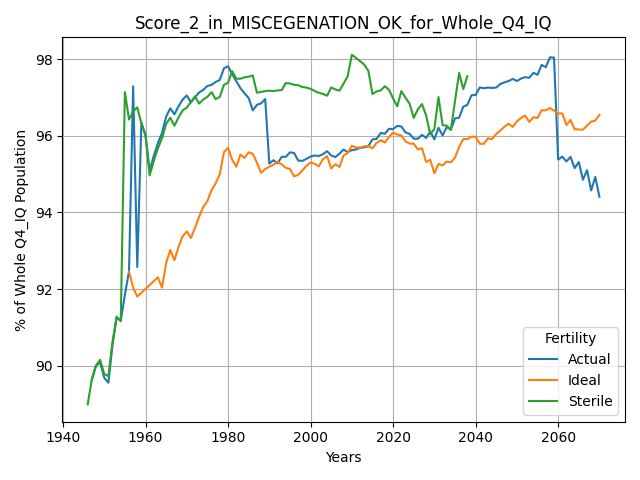 Score_2_in_MISCEGENATION_OK_for_Whole_Q4_IQ
% of Whole Q4_IQ Population
98
96
94
92
90
1940 1960 1980 2000 2020 2040 2060
Years
Fertility
Actual
Ideal
Sterile